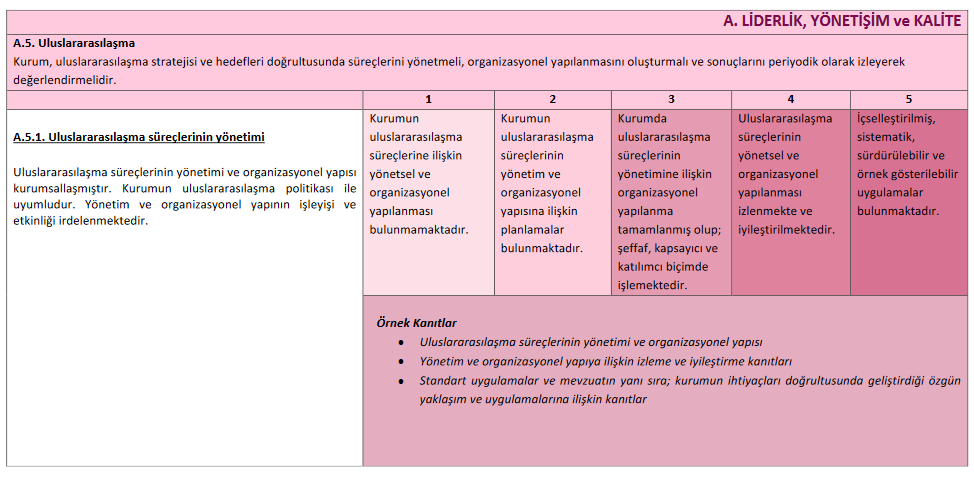 A. LİDERLİK, YÖNETİŞİM ve KALİTE
A.5. Uluslararasılaşma
Kurum, uluslararasılaşma stratejisi ve hedefleri doğrultusunda süreçlerini yönetmeli, organizasyonel yapılanmasını oluşturmalı ve sonuçlarını periyodik olarak izleyerek
değerlendirmelidir.
1
2
3
4
5
A.5.1. Uluslararasılaşma süreçlerinin yönetimi
Uluslararasılaşma süreçlerinin yönetimi ve organizasyonel yapısı
kurumsallaşmıştır. Kurumun uluslararasılaşma politikası ile
uyumludur. Yönetim ve organizasyonel yapının işleyişi ve
etkinliği irdelenmektedir.
Kurumun
uluslararasılaşma
süreçlerine ilişkin
yönetsel ve
organizasyonel
yapılanması
bulunmamaktadır.
Kurumun
uluslararasılaşma
süreçlerinin
yönetim ve
organizasyonel
yapısına ilişkin
planlamalar
bulunmaktadır.
Kurumda
uluslararasılaşma
süreçlerinin
yönetimine ilişkin
organizasyonel
yapılanma
tamamlanmış olup;
şeffaf, kapsayıcı ve
katılımcı biçimde
işlemektedir.
Uluslararasılaşma
süreçlerinin
yönetsel ve
organizasyonel
yapılanması
izlenmekte ve
iyileştirilmektedir.
İçselleştirilmiş,
sistematik,
sürdürülebilir ve
örnek gösterilebilir
uygulamalar
bulunmaktadır.
Örnek Kanıtlar
• Uluslararasılaşma süreçlerinin yönetimi ve organizasyonel yapısı
• Yönetim ve organizasyonel yapıya ilişkin izleme ve iyileştirme kanıtları
• Standart uygulamalar ve mevzuatın yanı sıra; kurumun ihtiyaçları doğrultusunda geliştirdiği özgün
yaklaşım ve uygulamalarına ilişkin kanıtlar